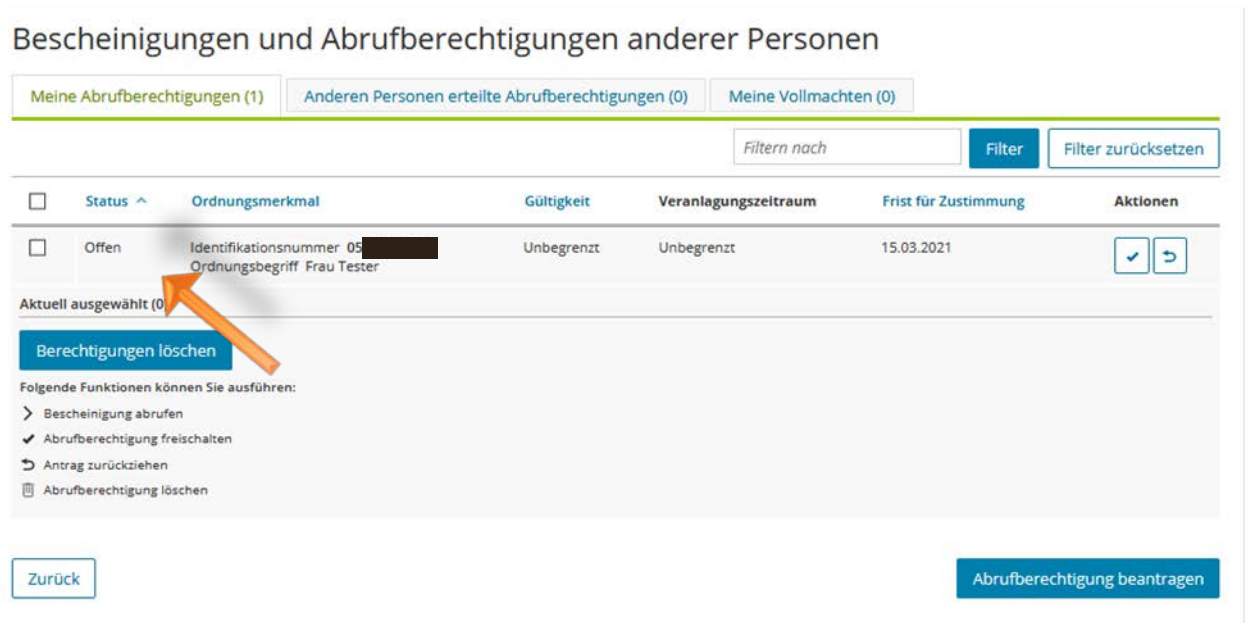 Bescheinigungen und Abrufberechtigungen anderer Personen
Meine Abrufberechtigungen (1) Anderen Personen erteilte Abrufberechtigungen (0) Meine Vollmachten (0)
Filtern nach Filter Filter zurücksetzen
Status Ordnungsmerkmal Gültigkeit Veranlagungszeitraum Frist für Zustimmung Aktionen
Offen Identifikationsnummer 05 Unbegrenzt Unbegrenzt 15.03.2021
Ordnungsbegriff Frau Tester
Aktuell ausgewählt (0
Berechtigungen löschen
Folgende Funktionen können Sie ausführen:
Bescheinigung abrufen
Abrufberechtigung freischalten
Antrag zurückziehen
Abrufberechtigung löschen
Zurück Abrufberechtigung beantragen